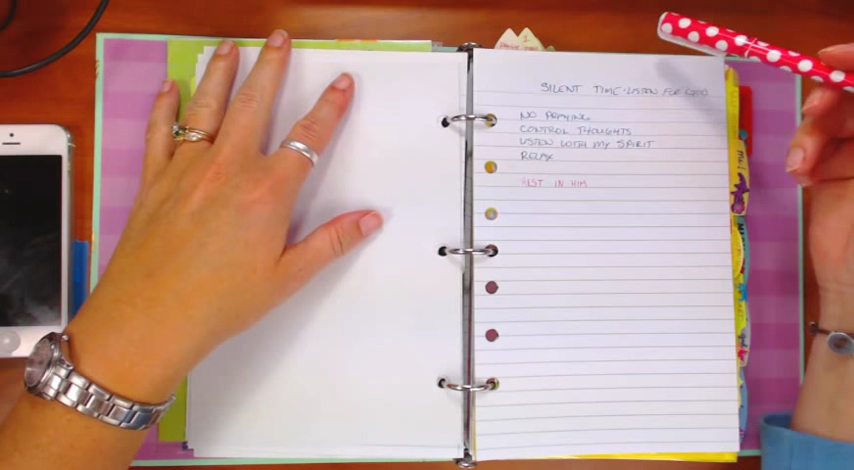 SILENT TIME · LISTEN FOR GOD
NO PRAYING
CONTROL THOUGHTS
LISTEN WITH MY SPIRIT
RELAX
REST IN HIM